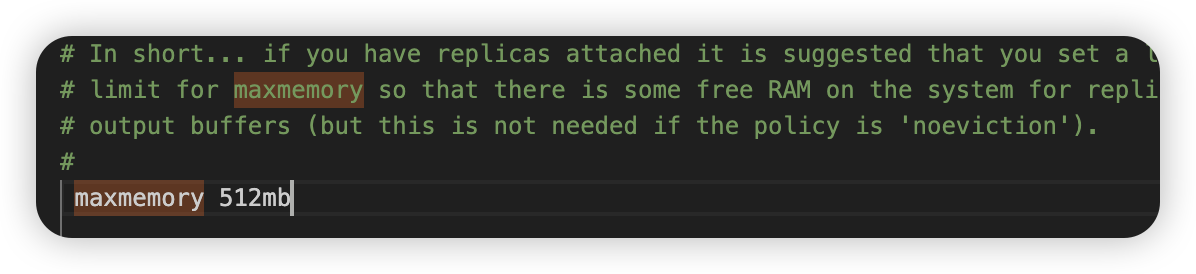 # In short... if you have replicas attached it is suggested that you set a
# limit for maxmemory so that there is some free RAM on the system for repli
# output buffers (but this is not needed if the policy is 'noeviction').
#
maxmemory 512mb